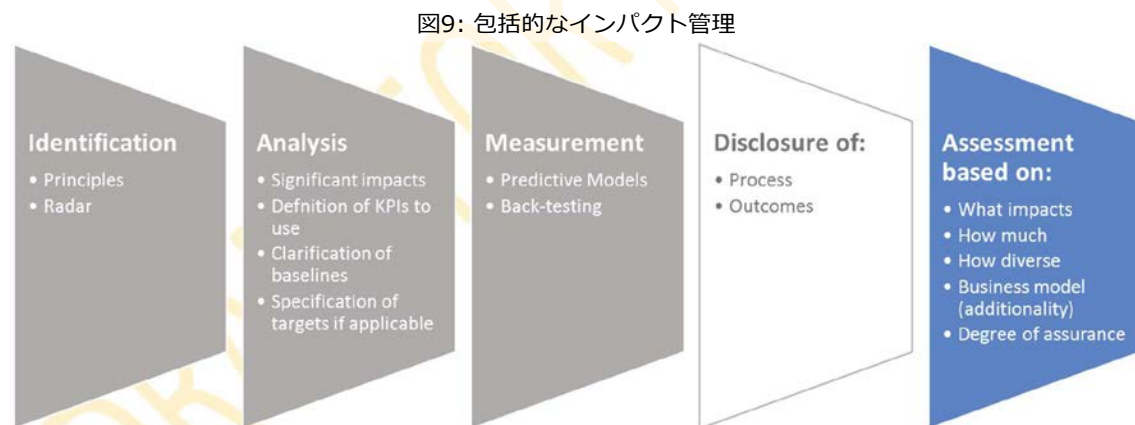 図9: 包括的なインパクト管理
Identification
• Principles
• Radar
Analysis
• Significant impacts
• Defnition of KPIs to
use
• Clarification of
baselines
• Specification of
targets if applicable
Measurement
• Predictive Models
• Back-testing
Disclosure of:
• Process
• Outcomes
Assessment
based on:
• What impacts
• How much
• How diverse
• Business model
(additionality)
• Degree of assurance